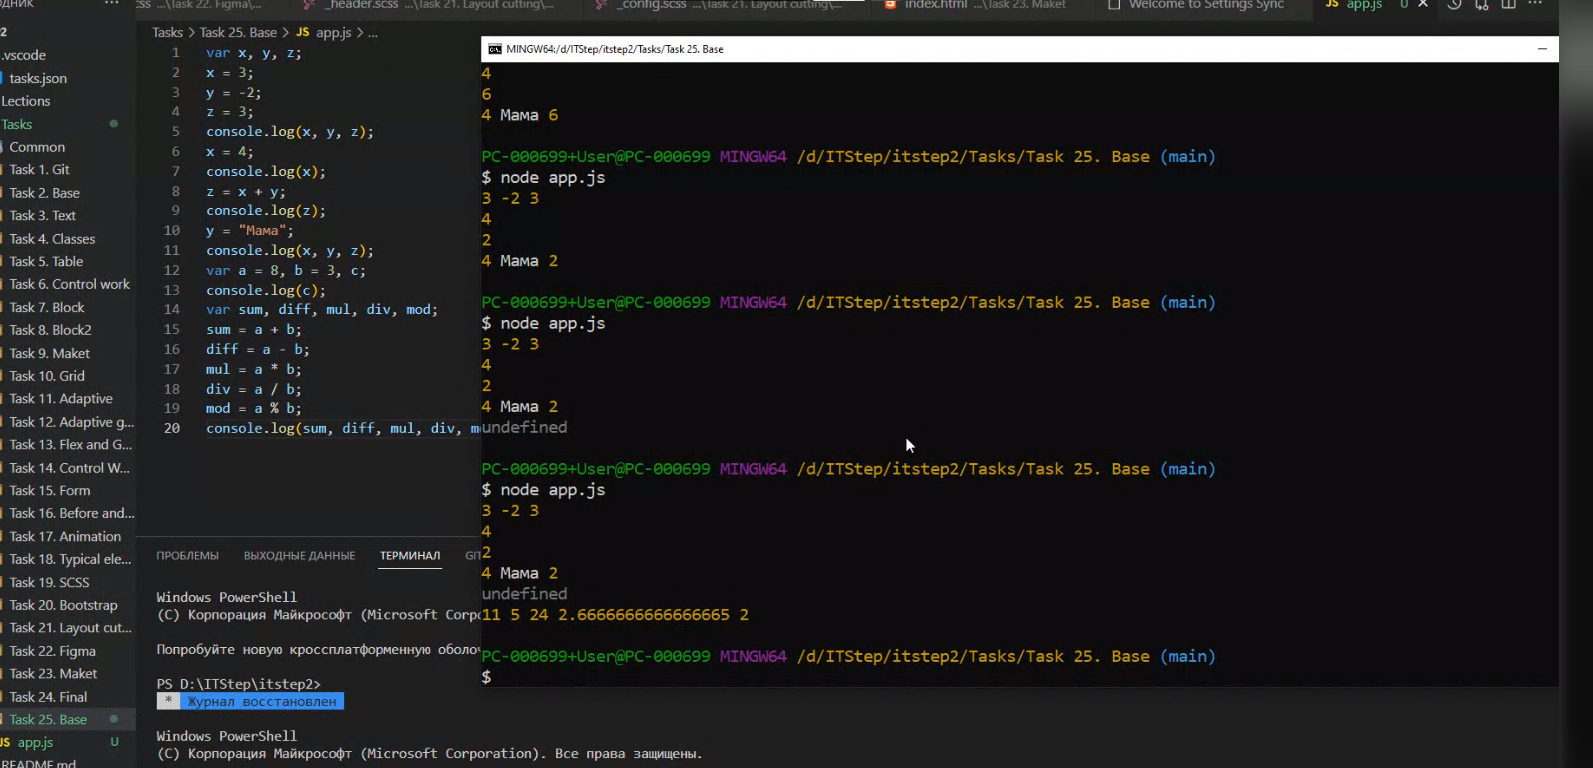 css ...\Task 22. Figma\...
_header.scss ...\Task 21. Layout cutting\...
_config.scss ...\Task 21. Layout cutting\...
index.html ...\Task 23. Maket
Welcome to Settings Sync
JS app.js U
.vscode
tasks.json
Lections
Tasks
Common
Task 1. Git
Task 2. Base
Task 3. Text
Task 4. Classes
Task 5. Table
Task 6. Control work
Task 7. Block
Task 8. Block2
Task 9. Maket
Task 10. Grid
Task 11. Adaptive
Task 12. Adaptive g...
Task 13. Flex and G...
Task 14. Control W...
Task 15. Form
Task 16. Before and...
Task 17. Animation
Task 18. Typical ele...
Task 19. SCSS
Task 20. Bootstrap
Task 21. Layout cut...
Task 22. Figma
Task 23. Maket
Task 24. Final
Task 25. Base
JS app.js U
README.md
Tasks > Task 25. Base > JS app.js > ...
1 var x, y, z;
2 x = 3;
3 y = -2;
4 z = 3;
5 console.log(x, y, z);
6 x = 4;
7 console.log(x);
8 z = x + y;
9 console.log(z);
10 y = "Мама";
11 console.log(x, y, z);
12 var a = 8, b = 3, c;
13 console.log(c);
14 var sum, diff, mul, div, mod;
15 sum = a + b;
16 diff = a - b;
17 mul = a * b;
18 div = a / b;
19 mod = a % b;
20 console.log(sum, diff, mul, div, m
ПРОБЛЕМЫ ВЫХОДНЫЕ ДАННЫЕ ТЕРМИНАЛ GI
Windows PowerShell
(C) Корпорация Майкрософт (Microsoft Corpo
Попробуйте новую кроссплатформенную оболоч
PS D:\ITStep\itstep2>
* Журнал восстановлен
Windows PowerShell
(C) Корпорация Майкрософт (Microsoft Corporation). Все права защищены.
MINGW64:/d/ITStep/itstep2/Tasks/Task 25. Base
4
6
4 Мама 6
PC-000699+User@PC-000699 MINGW64 /d/ITStep/itstep2/Tasks/Task 25. Base (main)
$ node app.js
3 -2 3
4
2
4 Мама 2
PC-000699+User@PC-000699 MINGW64 /d/ITStep/itstep2/Tasks/Task 25. Base (main)
$ node app.js
3 -2 3
4
2
4 Мама 2
undefined
PC-000699+User@PC-000699 MINGW64 /d/ITStep/itstep2/Tasks/Task 25. Base (main)
$ node app.js
3 -2 3
4
2
4 Мама 2
undefined
11 5 24 2.6666666666666665 2
PC-000699+User@PC-000699 MINGW64 /d/ITStep/itstep2/Tasks/Task 25. Base (main)
$